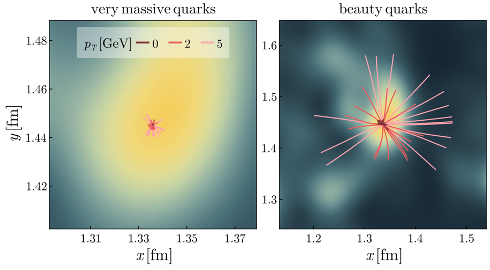 very massive quarks
beauty quarks
p_T [GeV] 0 2 5
1.48
1.46
1.44
1.42
y [fm]
1.31
1.33
1.35
1.37
x [fm]
1.6
1.5
1.4
1.3
1.2
1.3
1.4
1.5
x [fm]